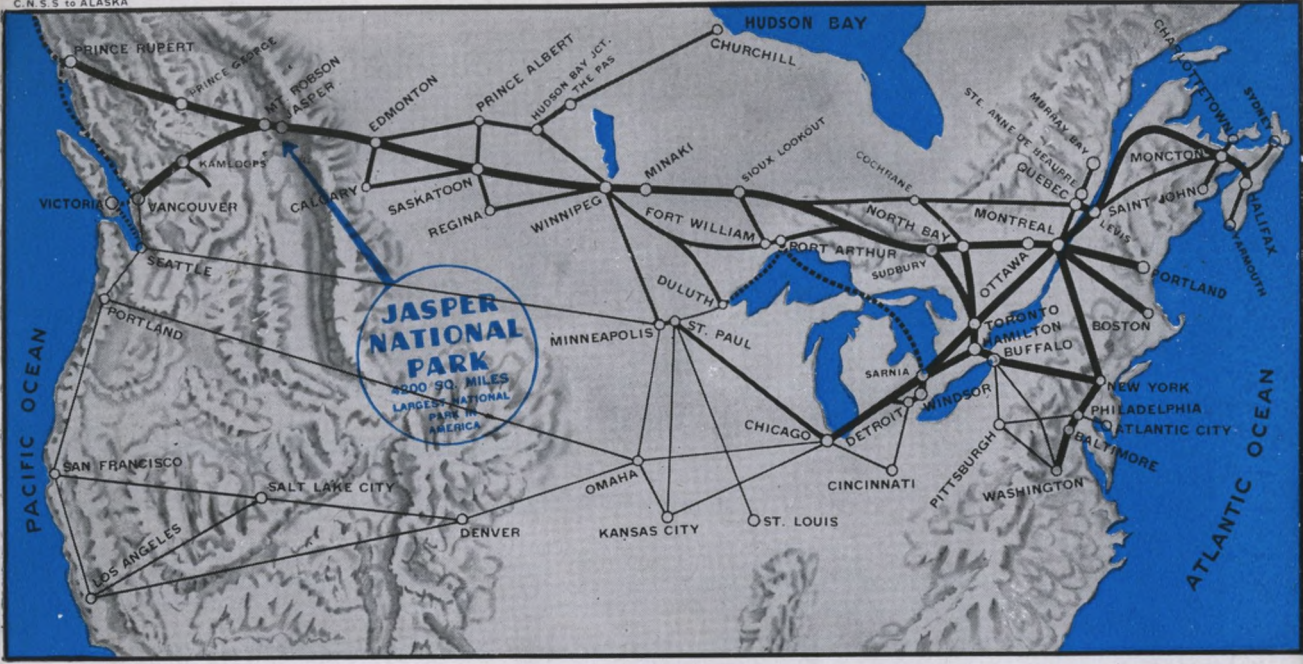 C.N.S.S to ALASKA
HUDSON BAY
PRINCE RUPERT
PRINCE GEORGE
MT. ROBSON
JASPER
EDMONTON
PRINCE ALBERT
HUDSON BAY JCT.
THE PAS
CHURCHILL
CHARLOTTETOWN
SYDNEY
MURRAY BAY
STE. ANNE DE BEAUPRE
QUEBEC
MONCTON
KAMLOOPS
CALGARY
SASKATOON
REGINA
WINNIPEG
MINAKI
SIOUX LOOKOUT
COCHRANE
NORTH BAY
MONTREAL
LEVIS
SAINT JOHN
HALIFAX
YARMOUTH
VICTORIA
VANCOUVER
SEATTLE
PORTLAND
FORT WILLIAM
PORT ARTHUR
SUDBURY
OTTAWA
PORTLAND
BOSTON
DULUTH
MINNEAPOLIS
ST. PAUL
TORONTO
HAMILTON
BUFFALO
SARNIA
WINDSOR
DETROIT
CHICAGO
NEW YORK
PHILADELPHIA
ATLANTIC CITY
BALTIMORE
PITTSBURGH
WASHINGTON
JASPER
NATIONAL
PARK
4200 SQ. MILES
LARGEST NATIONAL
PARK IN
AMERICA
PACIFIC OCEAN
SAN FRANCISCO
SALT LAKE CITY
LOS ANGELES
DENVER
OMAHA
KANSAS CITY
ST. LOUIS
CINCINNATI
ATLANTIC OCEAN